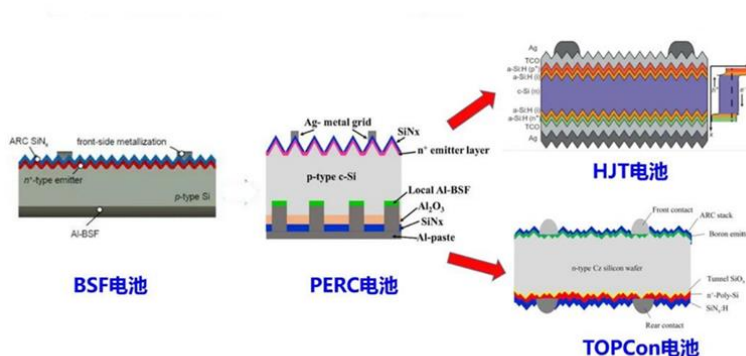 ARC SiNx
front-side metallization
n⁺-type emitter
p-type Si
Al-BSF
BSF电池
Ag- metal grid
SiNx
n⁺ emitter layer
p-type c-Si
Local Al-BSF
Al₂O₃
SiNx
Al-paste
PERC电池
Ag
TCO
a-Si:H (p⁺)
a-Si:H (i)
c-Si (n)
a-Si:H (i)
a-Si:H (n⁺)
TCO
Ag
HJT电池
Front contact
ARC stack
Boron emitt
n-type Cz silicon wafer
Tunnel SiOₓ
n⁺-Poly-Si
SiNₓ:H
Rear contact
TOPCon电池